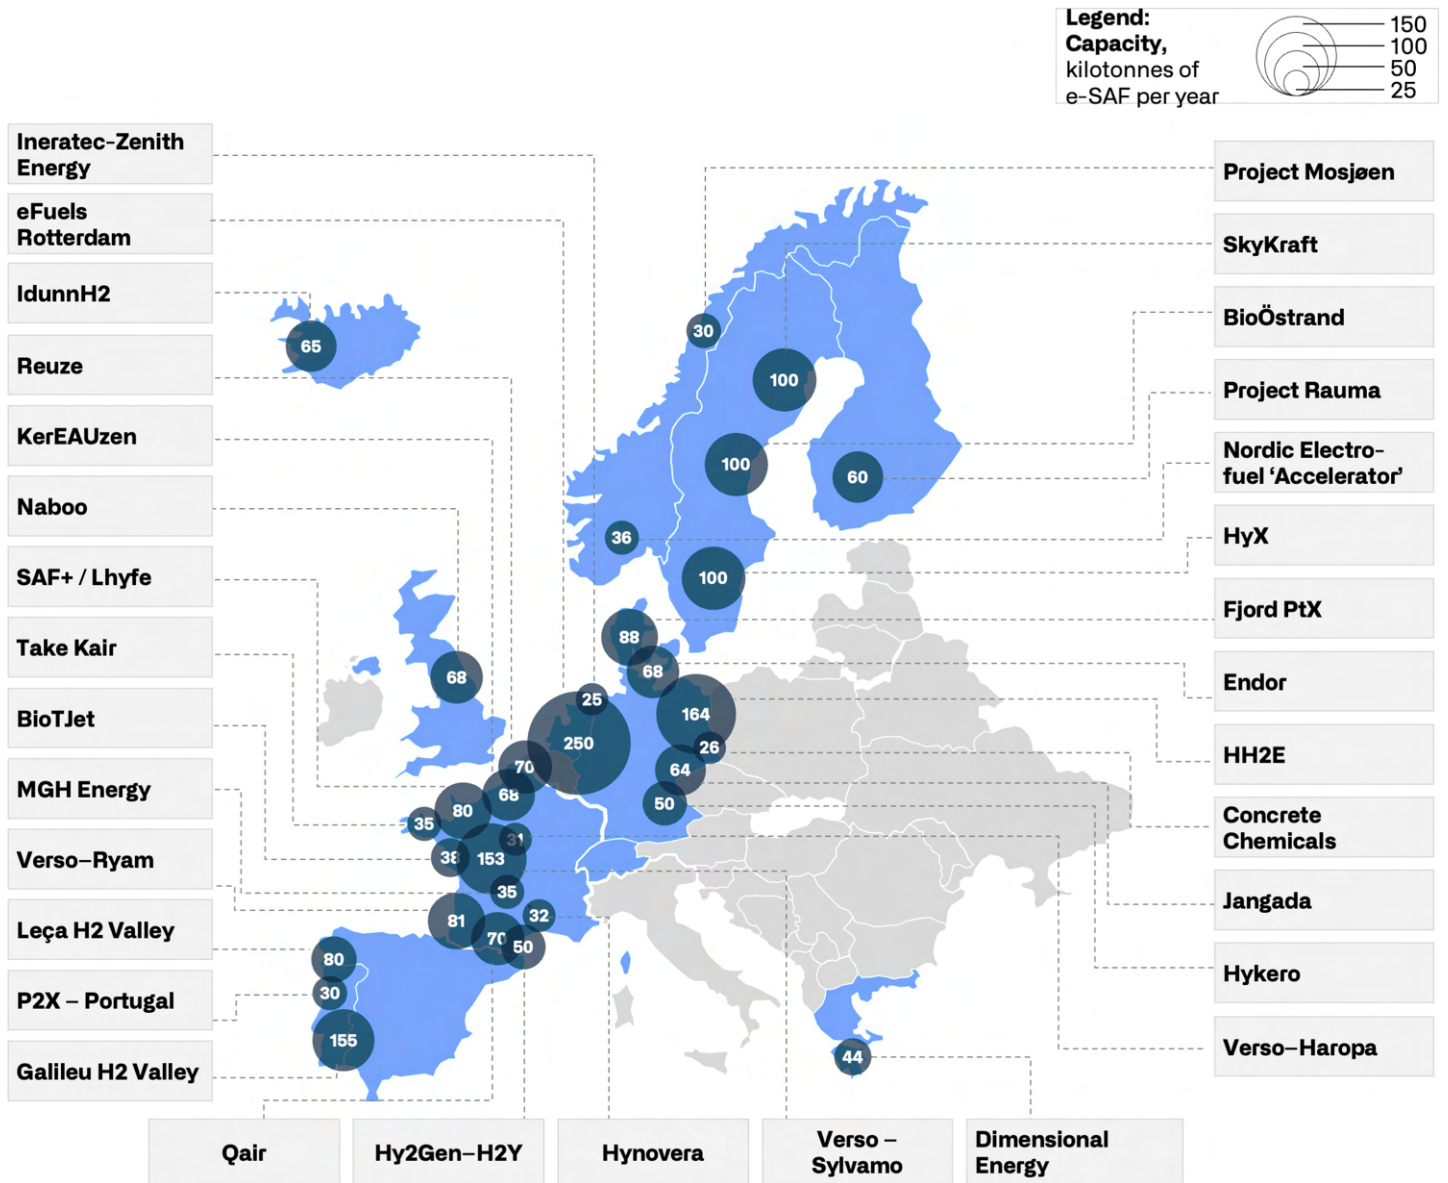 Legend:
Capacity,
kilotonnes of
e-SAF per year
150
100
50
25
Ineratec-Zenith
Energy
eFuels
Rotterdam
IdunnH2
Reuze
KerEAUzen
Naboo
SAF+ / Lhyfe
Take Kair
BioTJet
MGH Energy
Verso–Ryam
Leça H2 Valley
P2X – Portugal
Galileu H2 Valley
Project Mosjøen
SkyKraft
BioÖstrand
Project Rauma
Nordic Electro-
fuel ‘Accelerator’
HyX
Fjord PtX
Endor
HH2E
Concrete
Chemicals
Jangada
Hykero
Verso–Haropa
Qair
Hy2Gen–H2Y
Hynovera
Verso –
Sylvamo
Dimensional
Energy
30
65
100
100
60
36
100
88
68
68
25
164
250
26
70
64
68
50
80
35
31
38
153
35
32
81
70
50
80
30
155
44